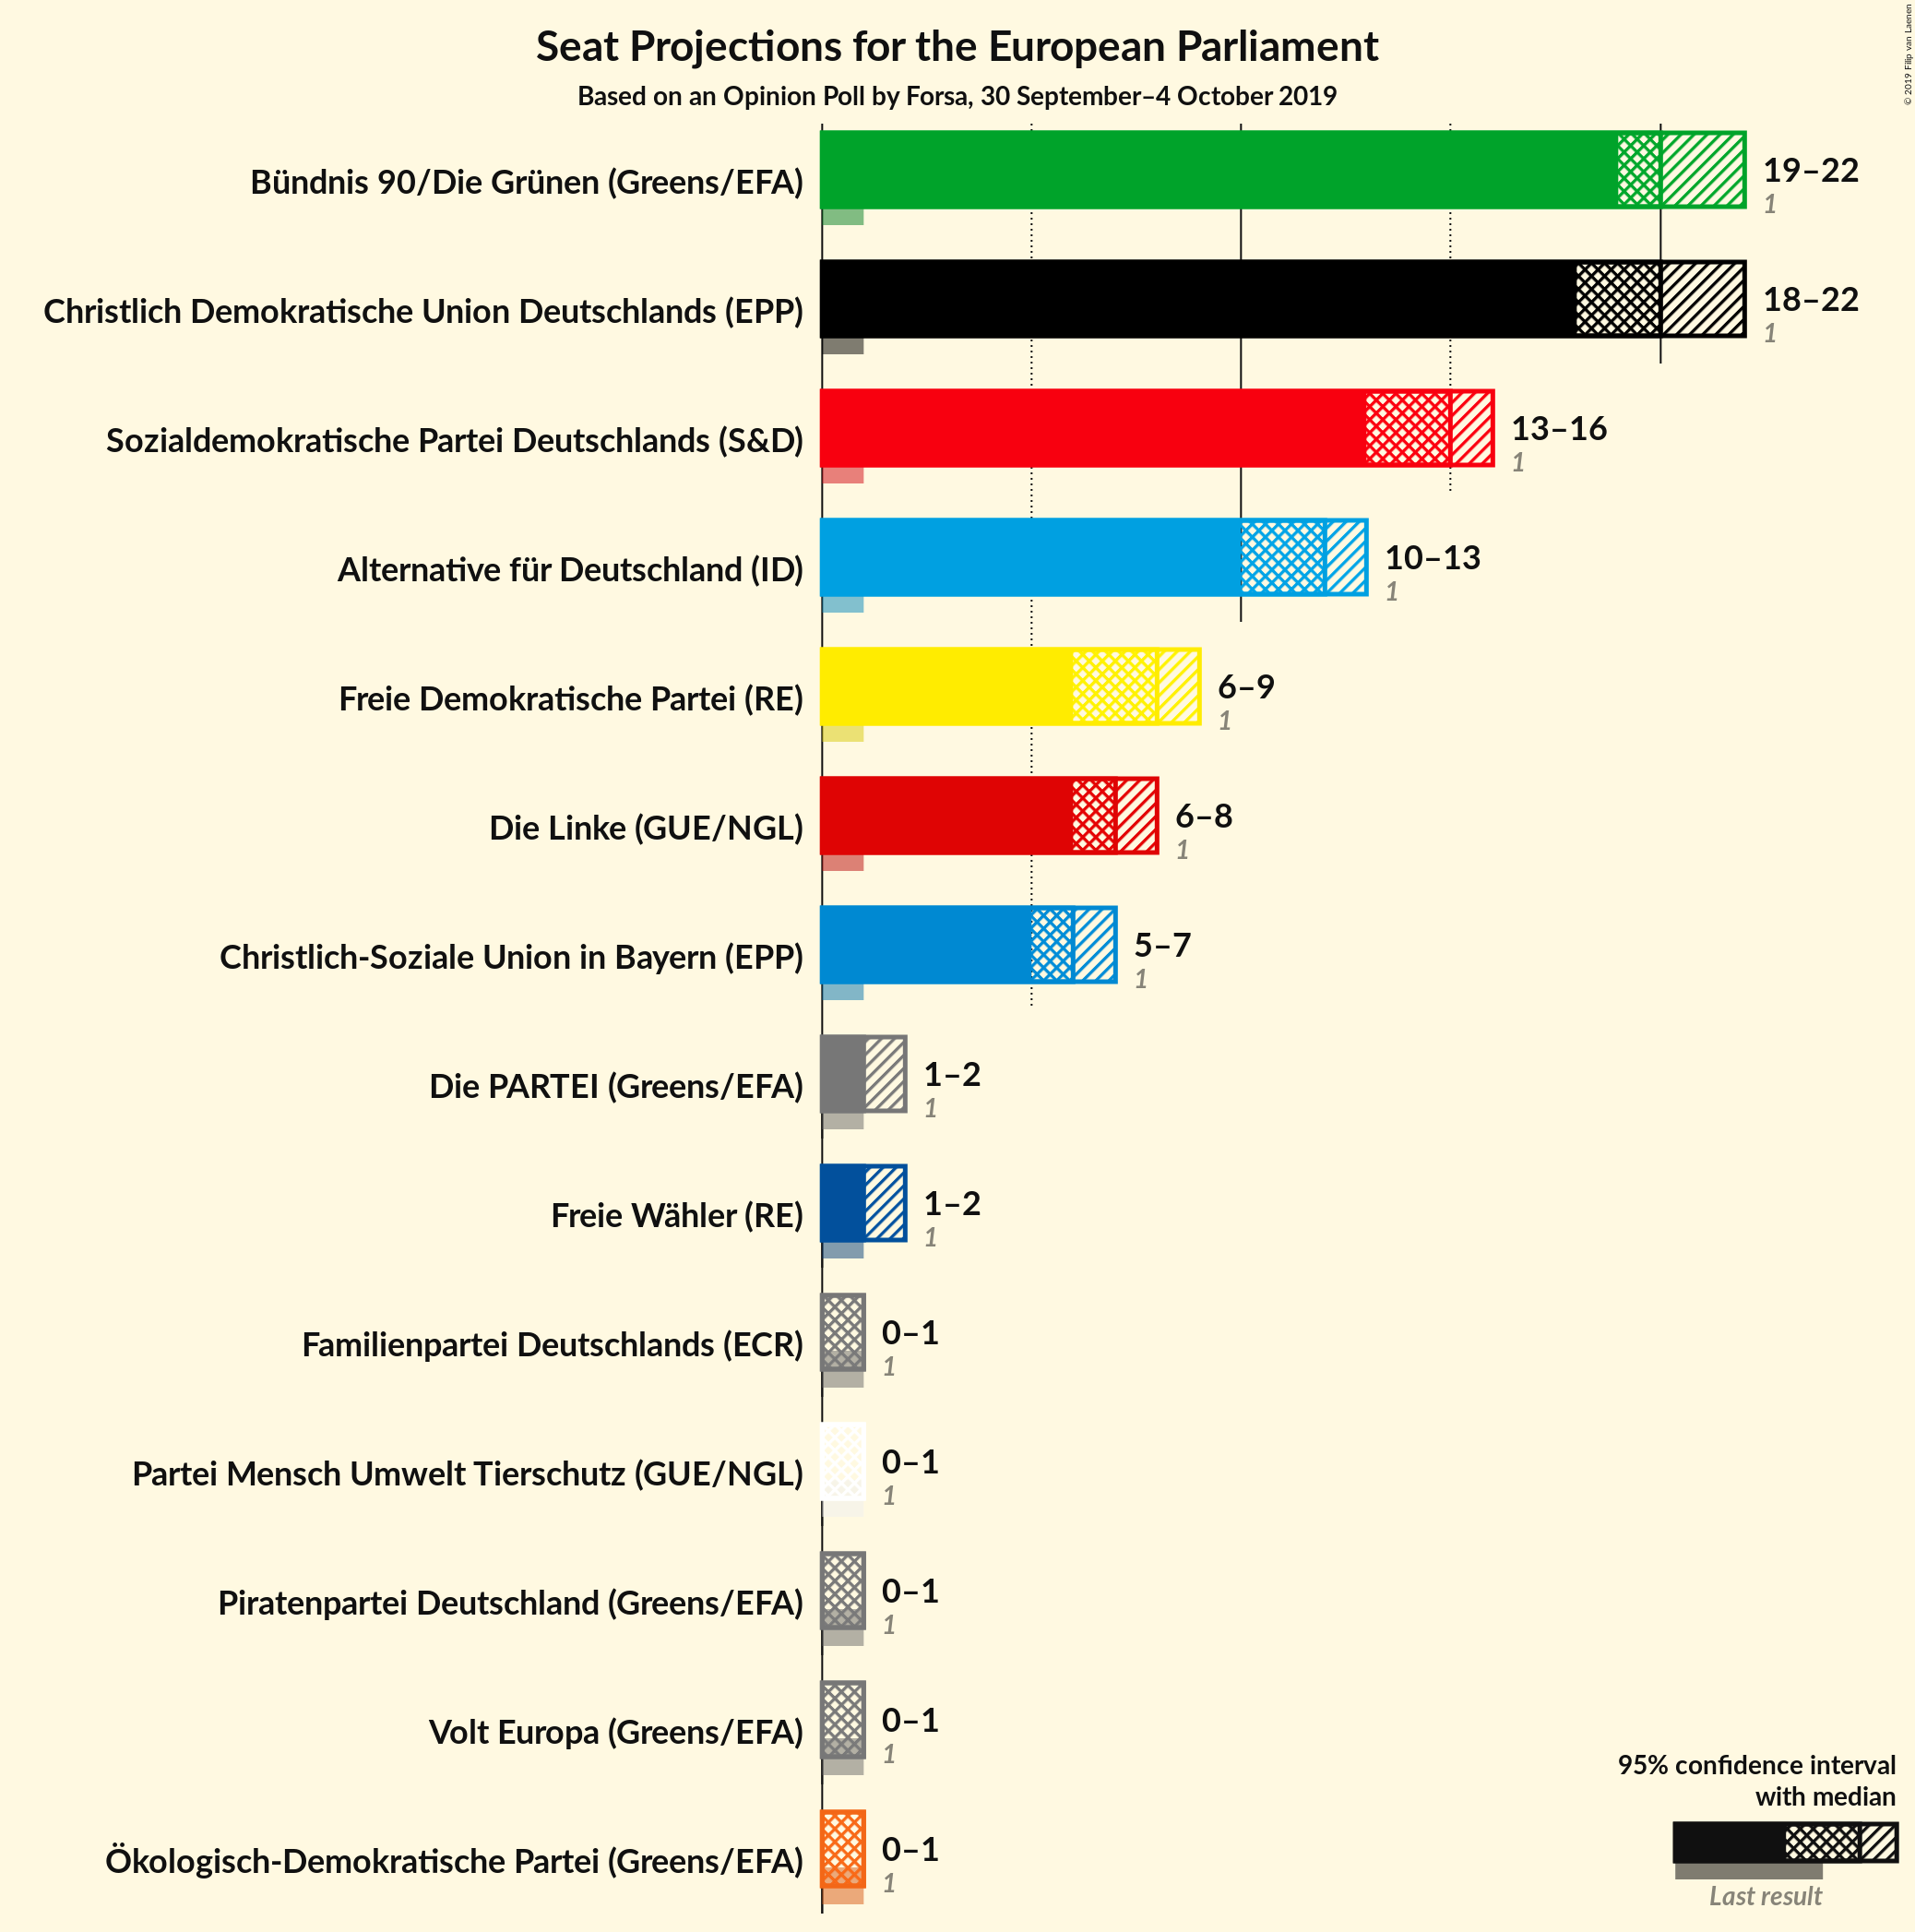 Seat Projections for the European Parliament
Based on an Opinion Poll by Forsa, 30 September–4 October 2019
© 2019 Filip van Laenen
Bündnis 90/Die Grünen (Greens/EFA)
19–22
1
Christlich Demokratische Union Deutschlands (EPP)
18–22
1
Sozialdemokratische Partei Deutschlands (S&D)
13–16
1
Alternative für Deutschland (ID)
10–13
1
Freie Demokratische Partei (RE)
6–9
1
Die Linke (GUE/NGL)
6–8
1
Christlich-Soziale Union in Bayern (EPP)
5–7
1
Die PARTEI (Greens/EFA)
1–2
1
Freie Wähler (RE)
1–2
1
Familienpartei Deutschlands (ECR)
0–1
1
Partei Mensch Umwelt Tierschutz (GUE/NGL)
0–1
1
Piratenpartei Deutschland (Greens/EFA)
0–1
1
Volt Europa (Greens/EFA)
0–1
1
Ökologisch-Demokratische Partei (Greens/EFA)
0–1
1
95% confidence interval
with median
Last result